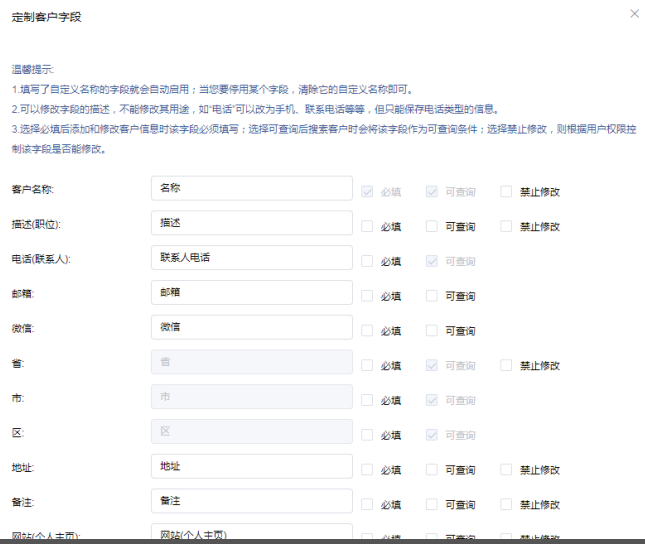 定制客户字段
温馨提示:
1.填写了自定义名称的字段就会自动启用；当您要停用某个字段，清除它的自定义名称即可。
2.可以修改字段的描述，不能修改其用途，如“电话”可以改为手机、联系电话等等，但只能保存电话类型的信息。
3.选择必填后添加和修改客户信息时该字段必须填写；选择可查询后搜索客户时会将该字段作为可查询条件；选择禁止修改，则根据用户权限控
制该字段是否能修改。
客户名称: 名称 必填 可查询 禁止修改
描述(职位): 描述 必填 可查询 禁止修改
电话(联系人): 联系人电话 必填 可查询
邮箱: 邮箱 必填 可查询
微信: 微信 必填 可查询
省: 省 必填 可查询 禁止修改
市: 市 必填 可查询
区: 区 必填 可查询
地址: 地址 必填 可查询 禁止修改
备注: 备注 必填 可查询 禁止修改
网站(个人主页): 网站(个人主页) 必填 可查询 禁止修改